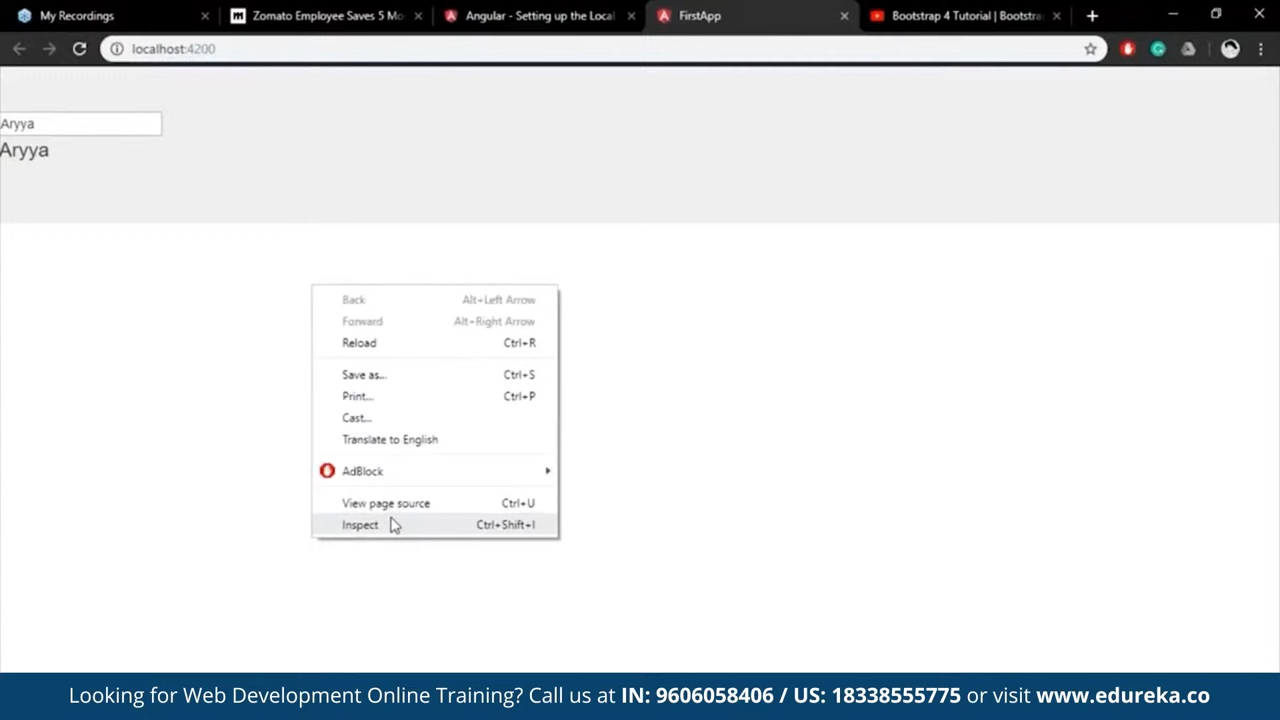 My Recordings
Zomato Employee Saves 5 Mo
Angular - Setting up the Local
FirstApp
Bootstrap 4 Tutorial | Bootstra
localhost:4200
Aryya
Aryya
Back Alt+Left Arrow
Forward Alt+Right Arrow
Reload Ctrl+R
Save as... Ctrl+S
Print... Ctrl+P
Cast...
Translate to English
AdBlock
View page source Ctrl+U
Inspect Ctrl+Shift+I
Looking for Web Development Online Training? Call us at IN: 9606058406 / US: 18338555775 or visit www.edureka.co